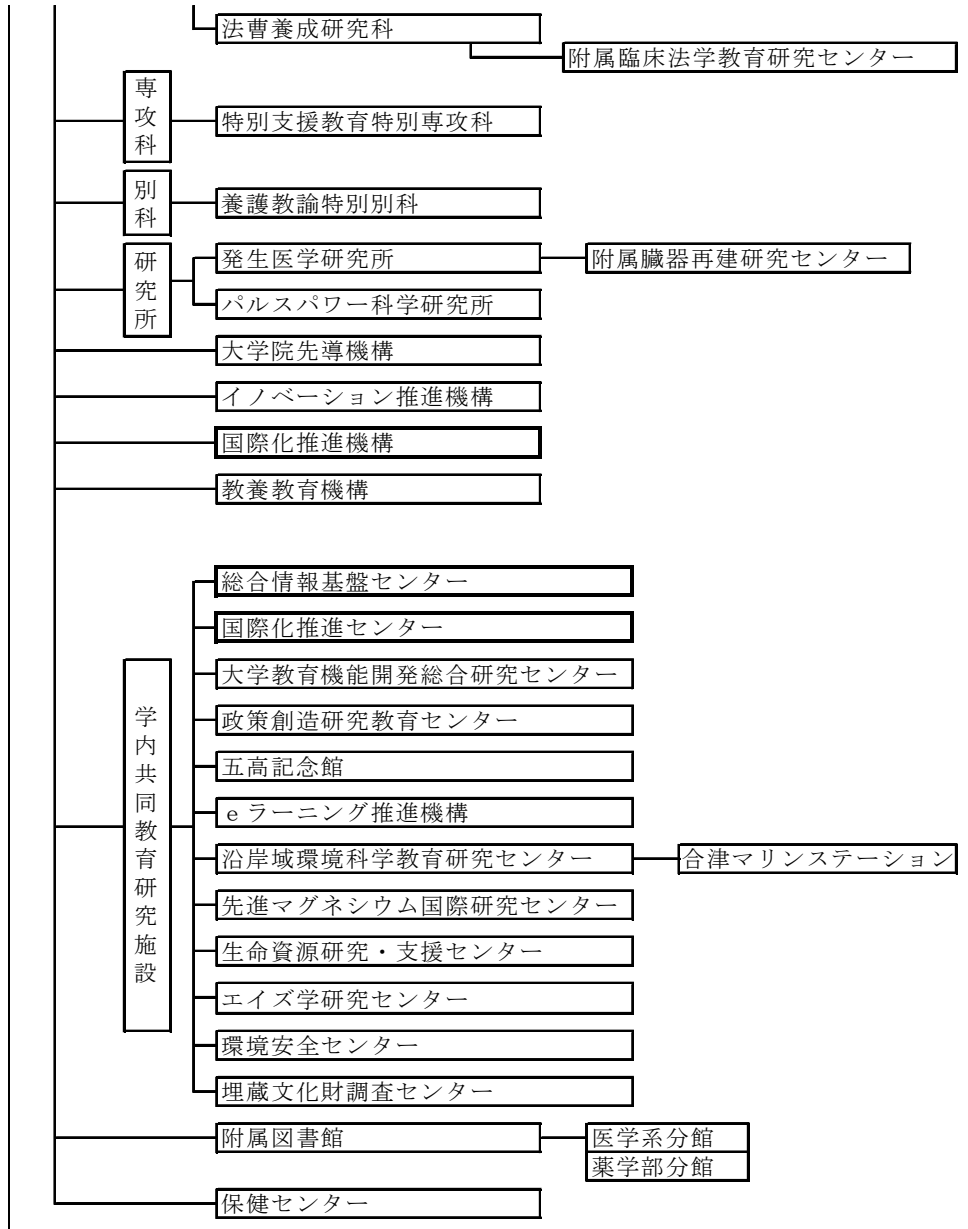 法曹養成研究科
附属臨床法学教育研究センター
専攻科
特別支援教育特別専攻科
別科
養護教諭特別別科
研究所
発生医学研究所
附属臓器再建研究センター
パルスパワー科学研究所
大学院先導機構
イノベーション推進機構
国際化推進機構
教養教育機構
学内共同教育研究施設
総合情報基盤センター
国際化推進センター
大学教育機能開発総合研究センター
政策創造研究教育センター
五高記念館
ｅラーニング推進機構
沿岸域環境科学教育研究センター
合津マリンステーション
先進マグネシウム国際研究センター
生命資源研究・支援センター
エイズ学研究センター
環境安全センター
埋蔵文化財調査センター
附属図書館
医学系分館
薬学部分館
保健センター